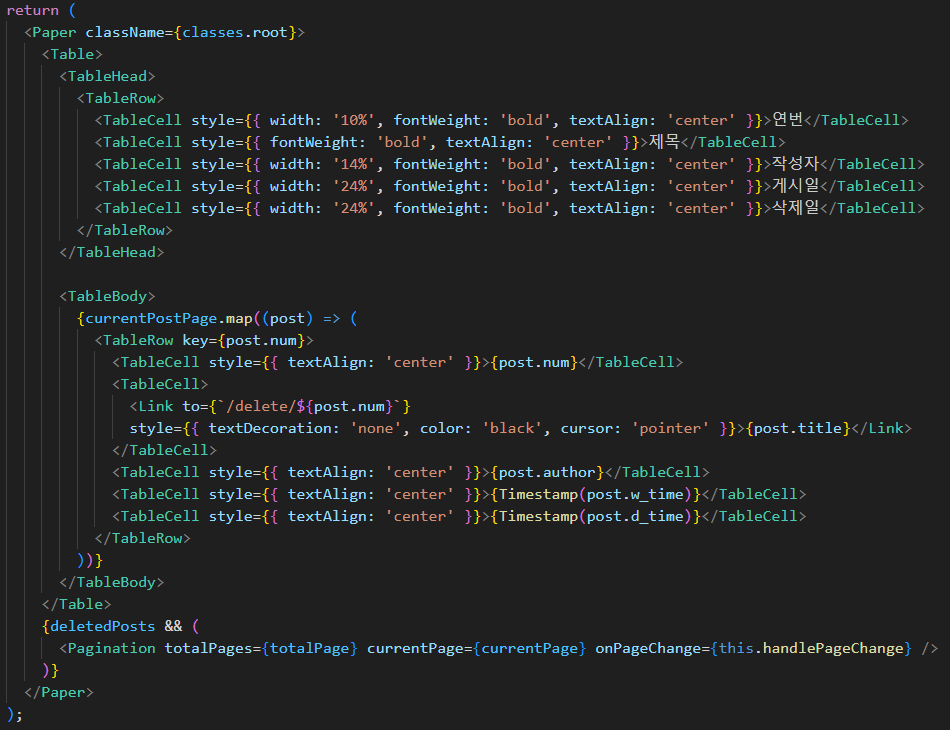 return (
<Paper className={classes.root}>
<Table>
<TableHead>
<TableRow>
<TableCell style={{ width: '10%', fontWeight: 'bold', textAlign: 'center' }}>연번</TableCell>
<TableCell style={{ fontWeight: 'bold', textAlign: 'center' }}>제목</TableCell>
<TableCell style={{ width: '14%', fontWeight: 'bold', textAlign: 'center' }}>작성자</TableCell>
<TableCell style={{ width: '24%', fontWeight: 'bold', textAlign: 'center' }}>게시일</TableCell>
<TableCell style={{ width: '24%', fontWeight: 'bold', textAlign: 'center' }}>삭제일</TableCell>
</TableRow>
</TableHead>
<TableBody>
{currentPostPage.map((post) => (
<TableRow key={post.num}>
<TableCell style={{ textAlign: 'center' }}>{post.num}</TableCell>
<TableCell>
<Link to={`/delete/${post.num}`}
style={{ textDecoration: 'none', color: 'black', cursor: 'pointer' }}>{post.title}</Link>
</TableCell>
<TableCell style={{ textAlign: 'center' }}>{post.author}</TableCell>
<TableCell style={{ textAlign: 'center' }}>{Timestamp(post.w_time)}</TableCell>
<TableCell style={{ textAlign: 'center' }}>{Timestamp(post.d_time)}</TableCell>
</TableRow>
))}
</TableBody>
</Table>
{deletedPosts && (
<Pagination totalPages={totalPage} currentPage={currentPage} onPageChange={this.handlePageChange} />
)}
</Paper>
);